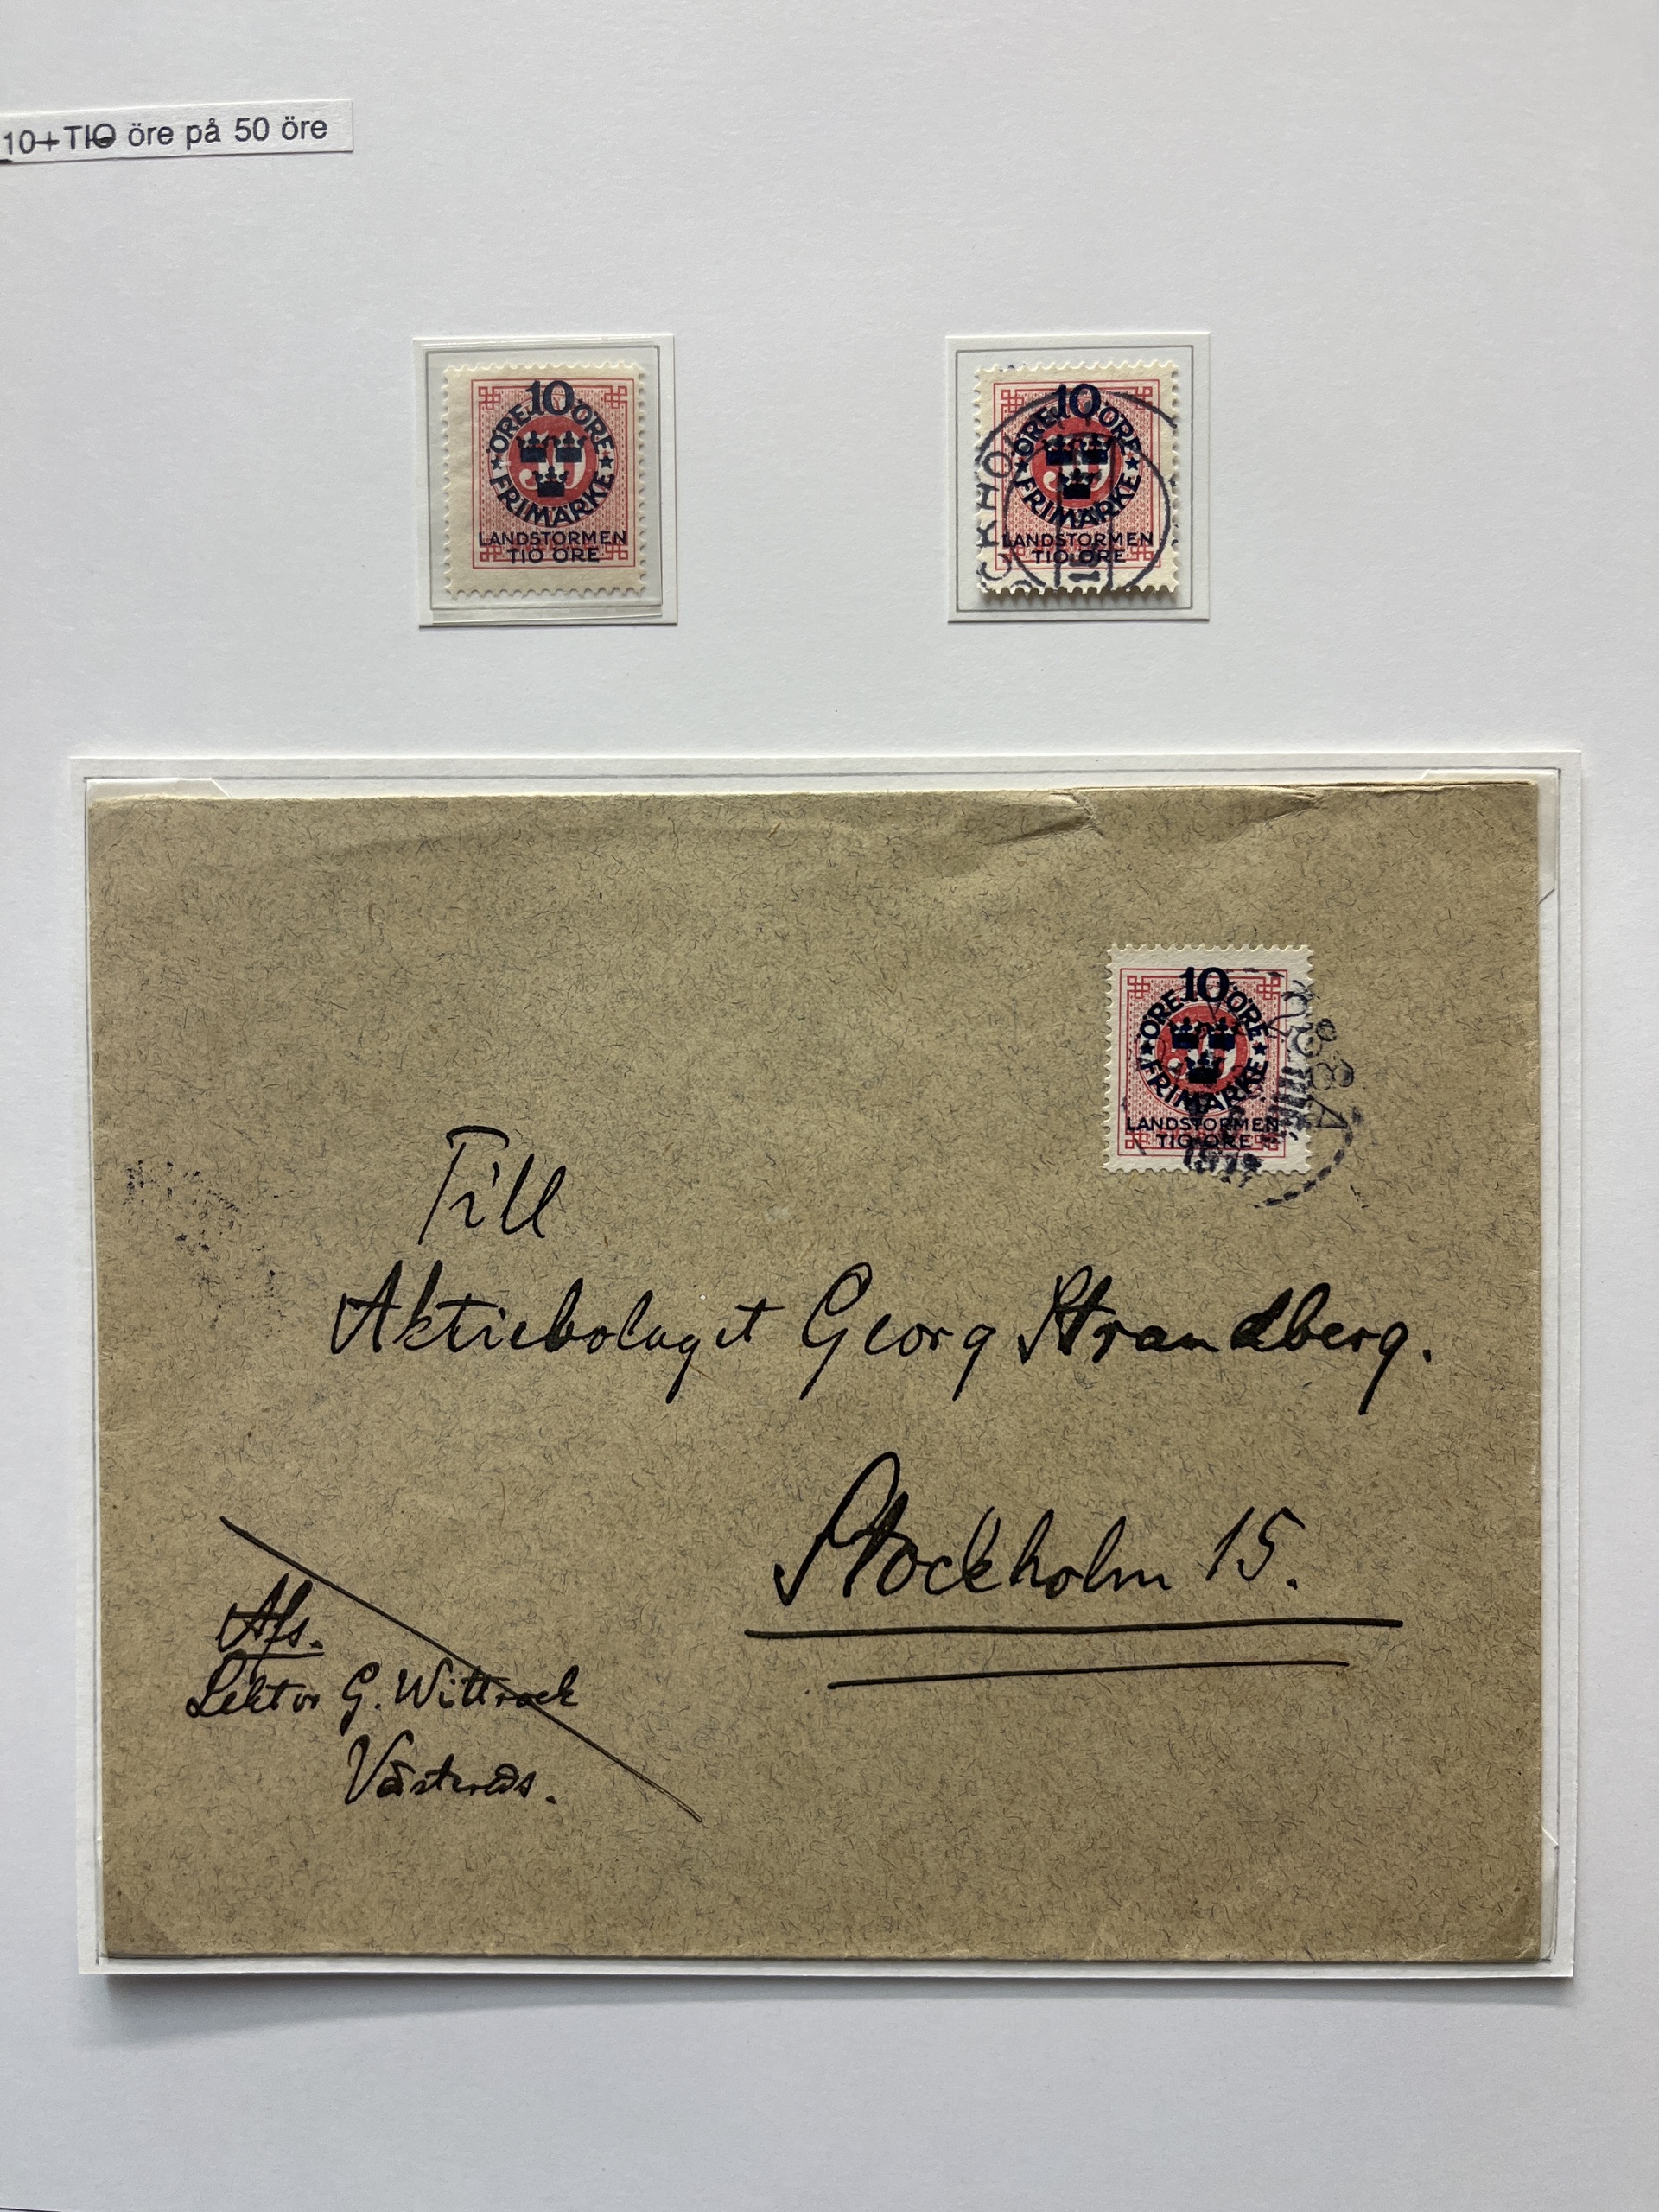 10+TIO öre på 50 öre
10
ÖRE ÖRE
FRIMÄRKE
LANDSTORMEN
TIO ÖRE
10
ÖRE ÖRE
FRIMÄRKE
LANDSTORMEN
TIO ÖRE
10
ÖRE ÖRE
FRIMÄRKE
LANDSTORMEN
TIO ÖRE
Till
Aktiebolaget Georg Strandberg.
Stockholm 15.
Afs.
Lektor G. Wittrock
Västerås.